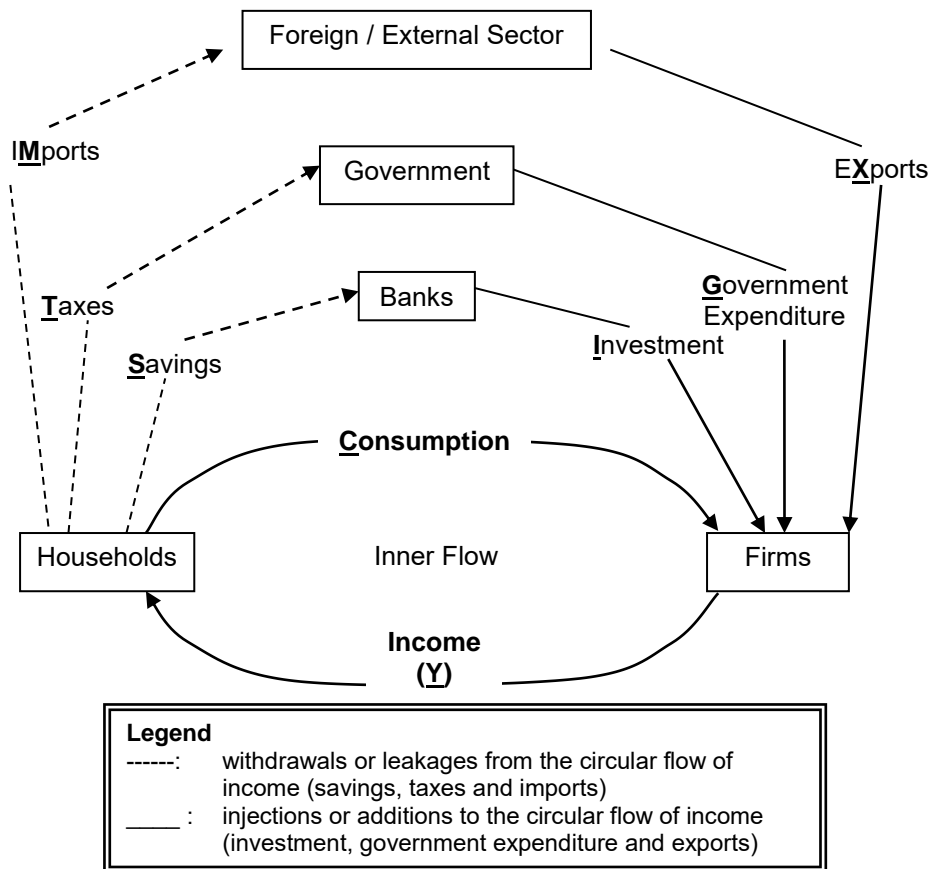 Foreign / External Sector
IMports
EXports
Government
Taxes
Banks
Government
Expenditure
Savings
Investment
Consumption
Households
Inner Flow
Firms
Income
(Y)
Legend
------: withdrawals or leakages from the circular flow of
income (savings, taxes and imports)
____ : injections or additions to the circular flow of income
(investment, government expenditure and exports)